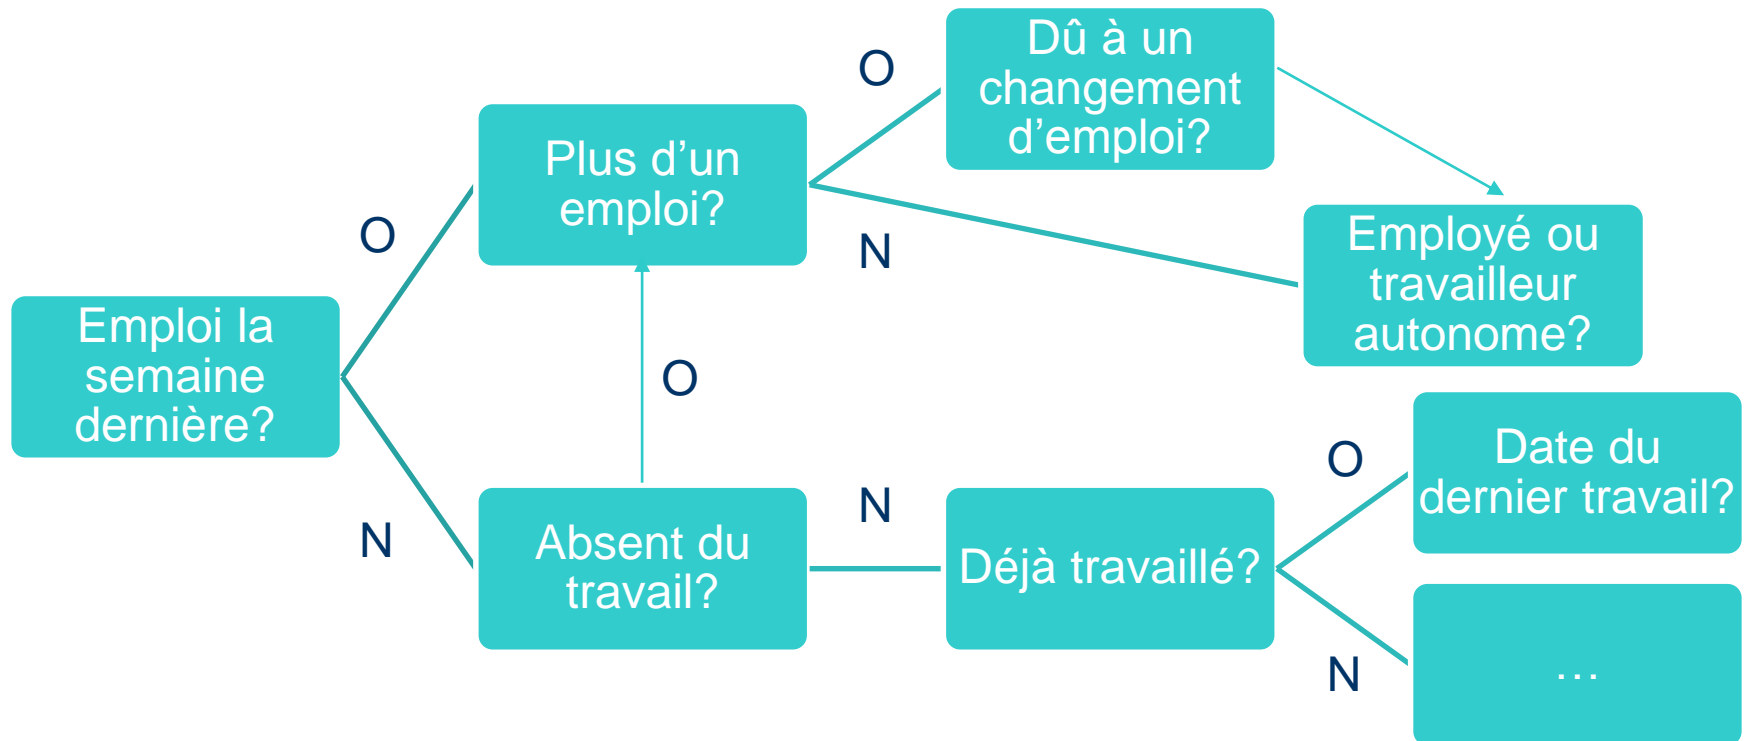 Dû à un
changement
d’emploi?
O
Plus d’un
emploi?
O
N
Employé ou
travailleur
autonome?
Emploi la
semaine
dernière?
O
N
Absent du
travail?
N
Déjà travaillé?
O
Date du
dernier travail?
N
…